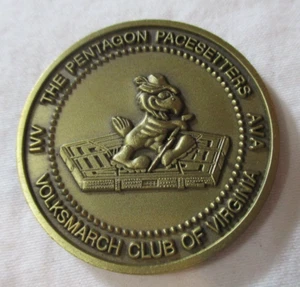 THE PENTAGON PACESETTERS
IVV
AVA
VOLKSMARCH CLUB OF VIRGINIA